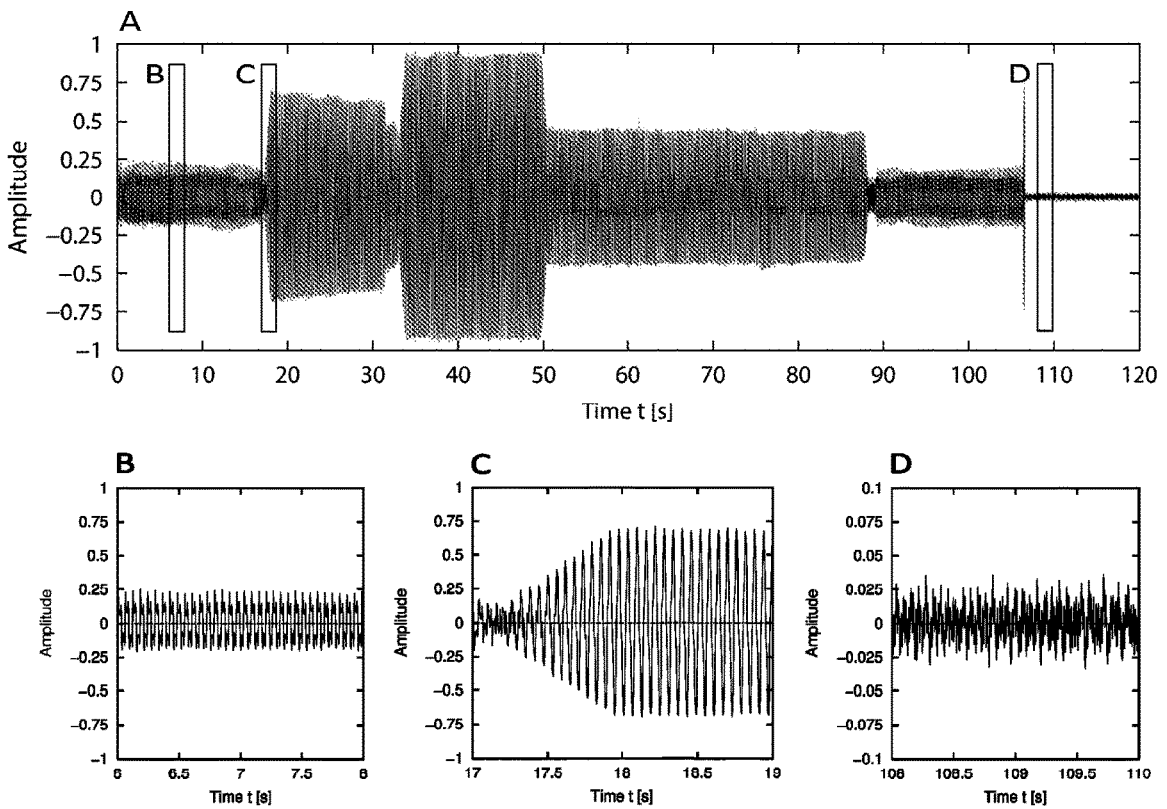 A
1
0.75
0.5
0.25
0
−0.25
−0.5
−0.75
−1
Amplitude
B
C
D
0 10 20 30 40 50 60 70 80 90 100 110 120
Time t [s]
B
1
0.75
0.5
0.25
0
−0.25
−0.5
−0.75
−1
Amplitude
6 6.5 7 7.5 8
Time t [s]
C
1
0.75
0.5
0.25
0
−0.25
−0.5
−0.75
−1
Amplitude
17 17.5 18 18.5 19
Time t [s]
D
0.1
0.075
0.05
0.025
0
−0.025
−0.05
−0.075
−0.1
Amplitude
108 108.5 109 109.5 110
Time t [s]